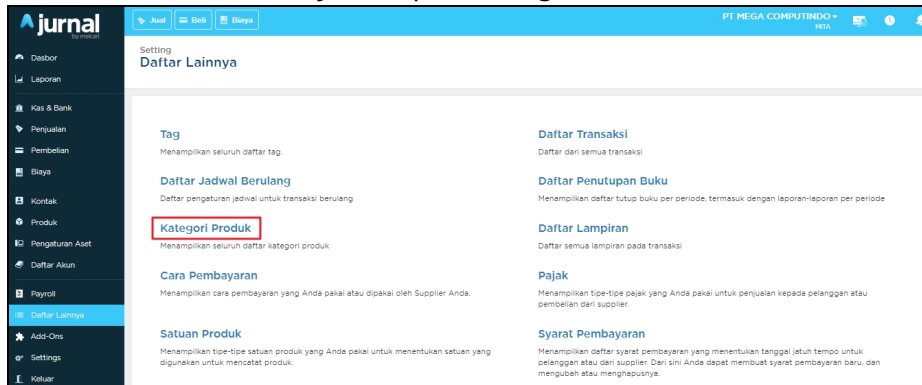 jurnal
by mekari
Jual
Beli
Biaya
PT MEGA COMPUTINDO
MITA
Dasbor
Laporan
Kas & Bank
Penjualan
Pembelian
Biaya
Kontak
Produk
Pengaturan Aset
Daftar Akun
Payroll
Daftar Lainnya
Add-Ons
Settings
Keluar
Setting
Daftar Lainnya
Tag
Menampilkan seluruh daftar tag.
Daftar Transaksi
Daftar dari semua transaksi
Daftar Jadwal Berulang
Daftar pengaturan jadwal untuk transaksi berulang
Daftar Penutupan Buku
Menampilkan daftar tutup buku per periode, termasuk dengan laporan-laporan per periode
Kategori Produk
Menampilkan seluruh daftar kategori produk
Daftar Lampiran
Daftar semua lampiran pada transaksi
Cara Pembayaran
Menampilkan cara pembayaran yang Anda pakai atau dipakai oleh Supplier Anda.
Pajak
Menampilkan tipe-tipe pajak yang Anda pakai untuk penjualan kepada pelanggan atau
pembelian dari supplier.
Satuan Produk
Menampilkan tipe-tipe satuan produk yang Anda pakai untuk menentukan satuan yang
digunakan untuk mencatat produk.
Syarat Pembayaran
Menampilkan daftar syarat pembayaran yang menentukan tanggal jatuh tempo untuk
pelanggan atau dari supplier. Dari sini Anda dapat membuat syarat pembayaran baru, dan
mengubah atau menghapusnya.